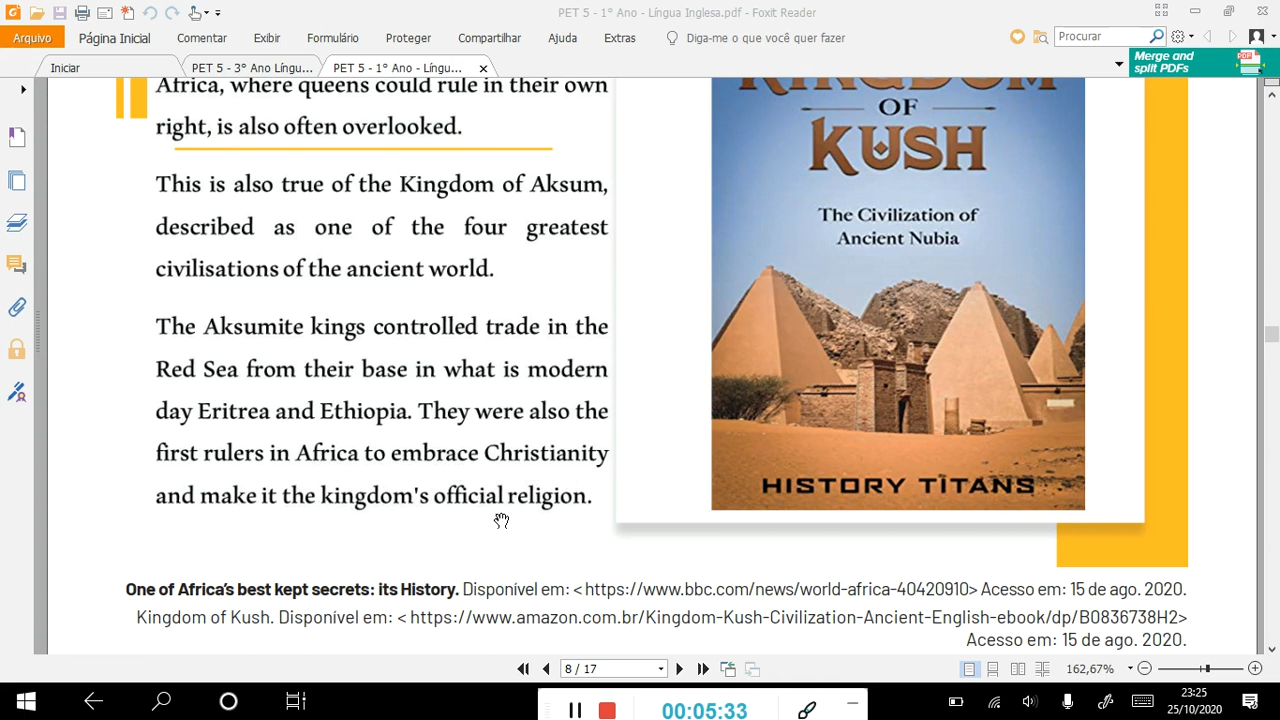 PET 5 - 1° Ano - Língua Inglesa.pdf - Foxit Reader
Arquivo Página Inicial Comentar Exibir Formulário Proteger Compartilhar Ajuda Extras Diga-me o que você quer fazer Procurar
Iniciar PET 5 - 3° Ano Língu... PET 5 - 1° Ano - Lingu...
Merge and
split PDFs
Africa, where queens could rule in their own
right, is also often overlooked.
This is also true of the Kingdom of Aksum,
described as one of the four greatest
civilisations of the ancient world.
The Aksumite kings controlled trade in the
Red Sea from their base in what is modern
day Eritrea and Ethiopia. They were also the
first rulers in Africa to embrace Christianity
and make it the kingdom's official religion.
KINGDOM
OF
KUSH
The Civilization of
Ancient Nubia
HISTORY TITANS
One of Africa's best kept secrets: its History. Disponível em: < https://www.bbc.com/news/world-africa-40420910> Acesso em: 15 de ago. 2020.
Kingdom of Kush. Disponível em: < https://www.amazon.com.br/Kingdom-Kush-Civilization-Ancient-English-ebook/dp/B0836738H2>
Acesso em: 15 de ago. 2020.
8 / 17
162,67%
00:05:33
23:25
25/10/2020